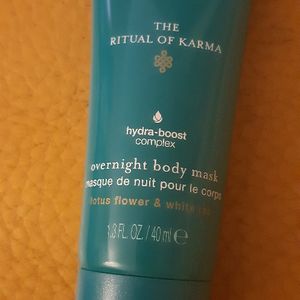 THE
RITUAL OF KARMA
hydra-boost
complex
overnight body mask
masque de nuit pour le corps
lotus flower & white tea
1.3 FL. OZ. / 40 ml e